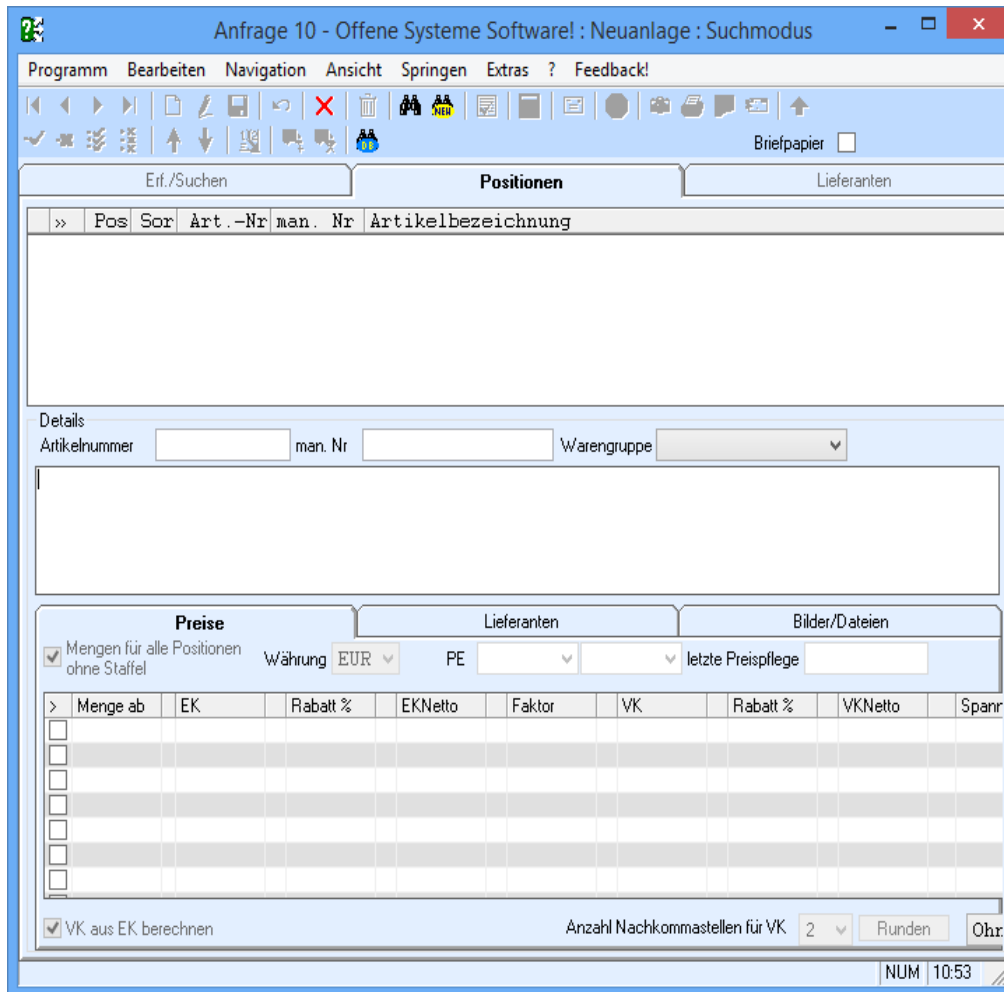 Anfrage 10 - Offene Systeme Software! : Neuanlage : Suchmodus
Programm Bearbeiten Navigation Ansicht Springen Extras ? Feedback!
NEW
DB
Briefpapier
Erf./Suchen Positionen Lieferanten
» Pos Sor Art.-Nr man. Nr Artikelbezeichnung
Details
Artikelnummer man. Nr Warengruppe
Preise Lieferanten Bilder/Dateien
Mengen für alle Positionen
ohne Staffel
Währung EUR PE letzte Preispflege
> Menge ab EK Rabatt % EKNetto Faktor VK Rabatt % VKNetto Spanr
VK aus EK berechnen Anzahl Nachkommastellen für VK 2 Runden Ohr
NUM 10:53